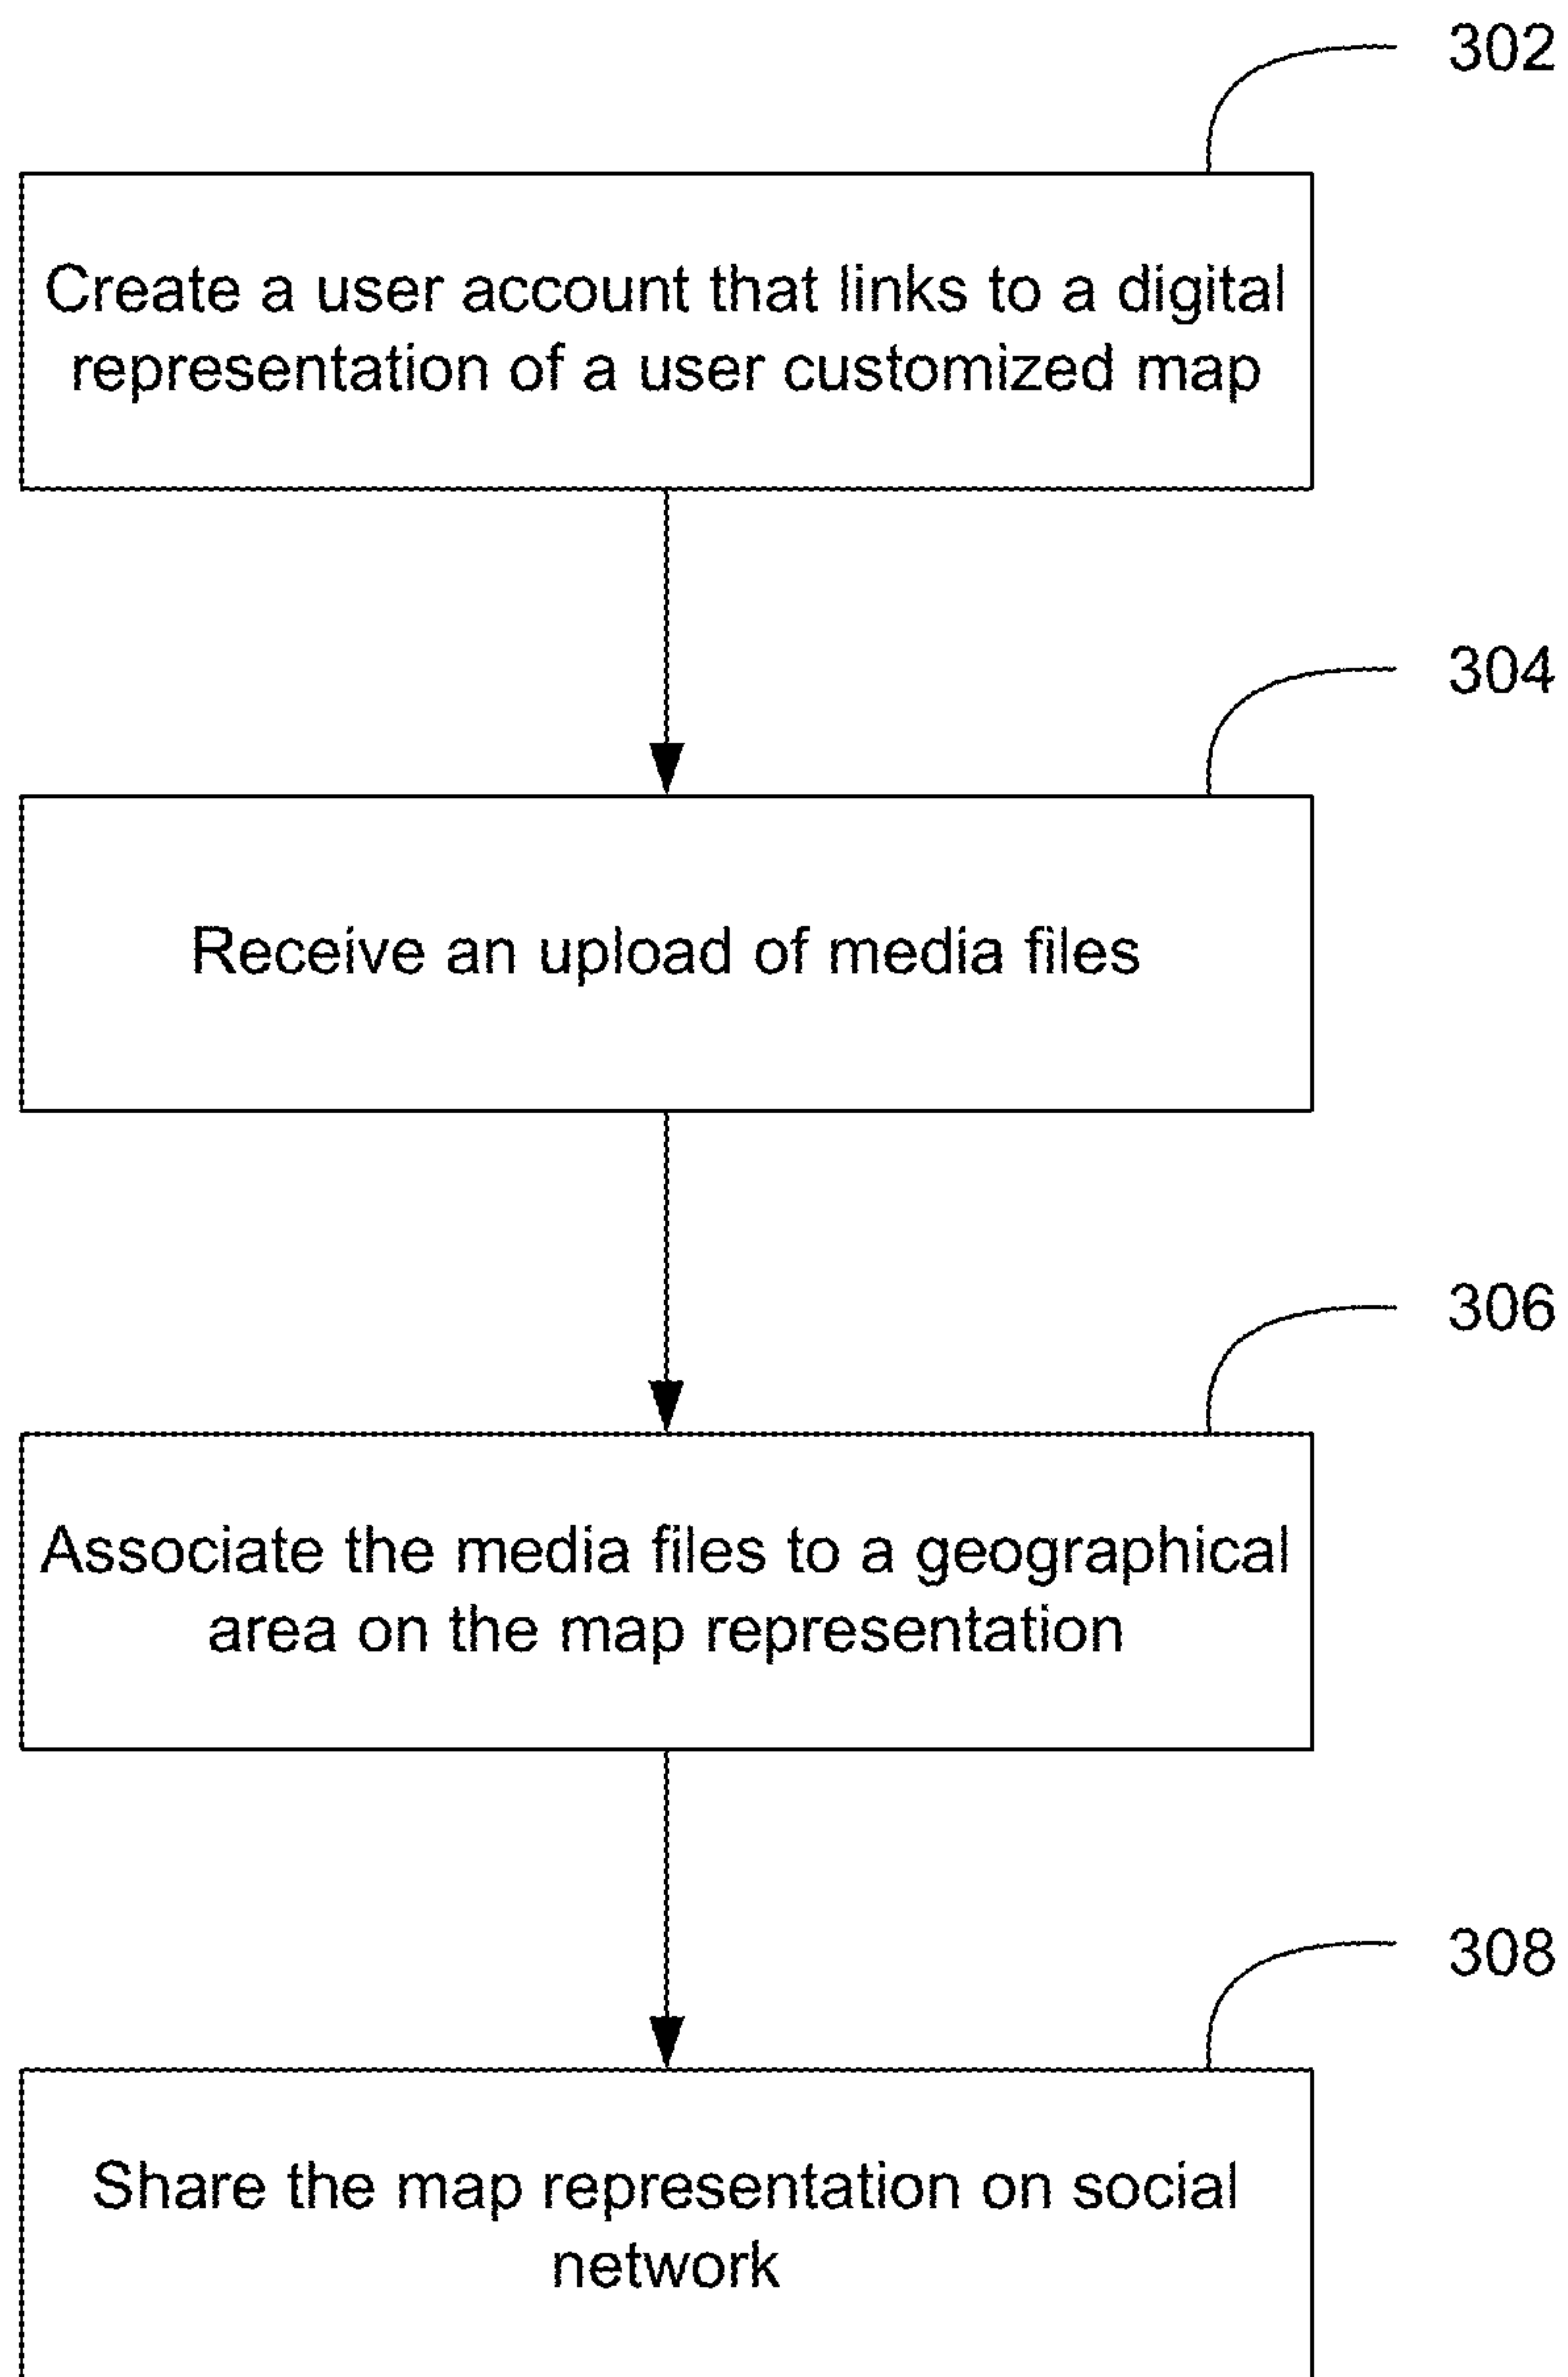 302
Create a user account that links to a digital
representation of a user customized map
304
Receive an upload of media files
306
Associate the media files to a geographical
area on the map representation
308
Share the map representation on social
network